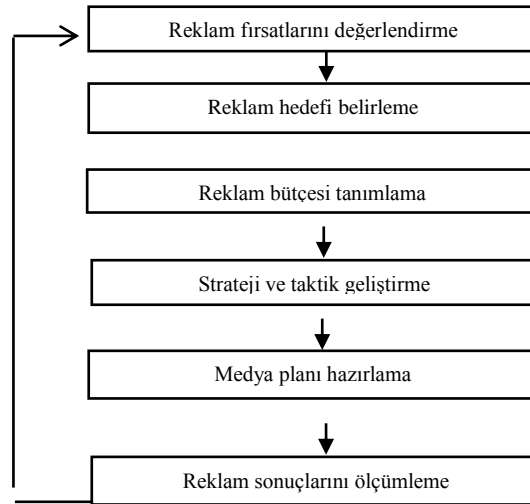 Reklam fırsatlarını değerlendirme
Reklam hedefi belirleme
Reklam bütçesi tanımlama
Strateji ve taktik geliştirme
Medya planı hazırlama
Reklam sonuçlarını ölçümleme